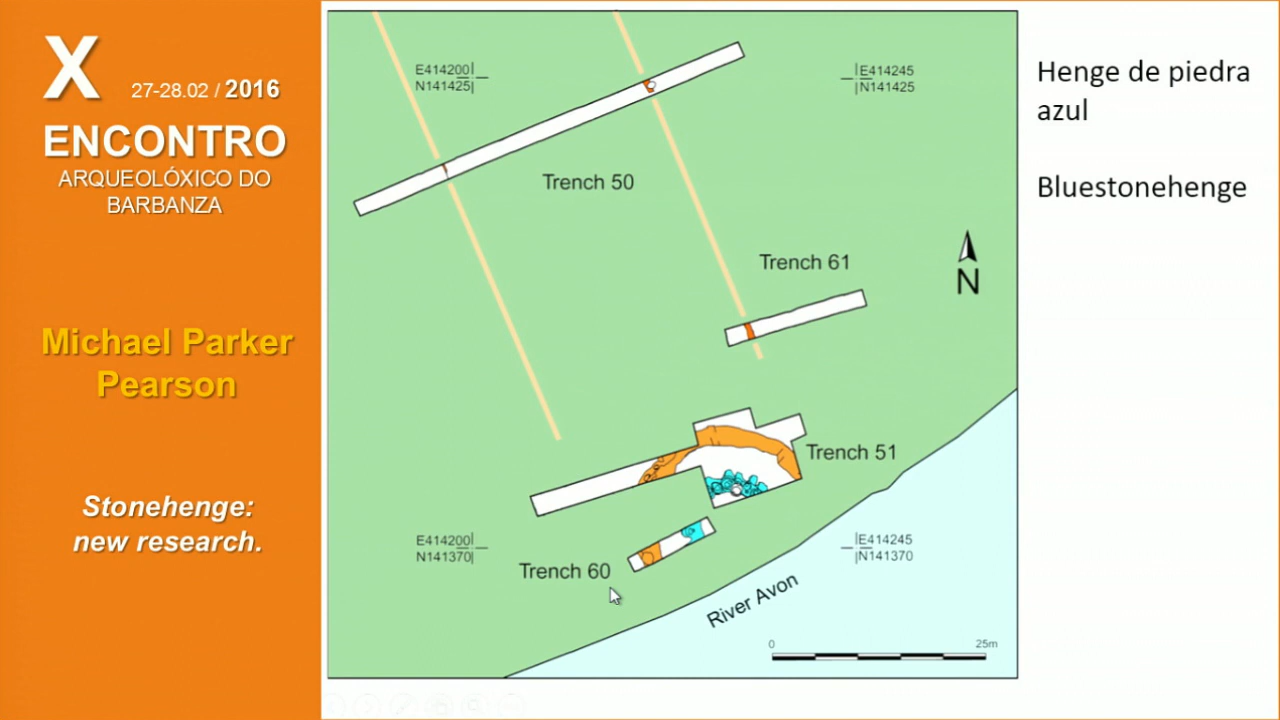 X
27-28.02 / 2016
ENCONTRO
ARQUEOLÓXICO DO
BARBANZA
Michael Parker
Pearson
Stonehenge:
new research.
E414200
N141425
E414245
N141425
Trench 50
Trench 61
N
Trench 51
E414200
N141370
E414245
N141370
Trench 60
River Avon
0
25m
Henge de piedra
azul
Bluestonehenge